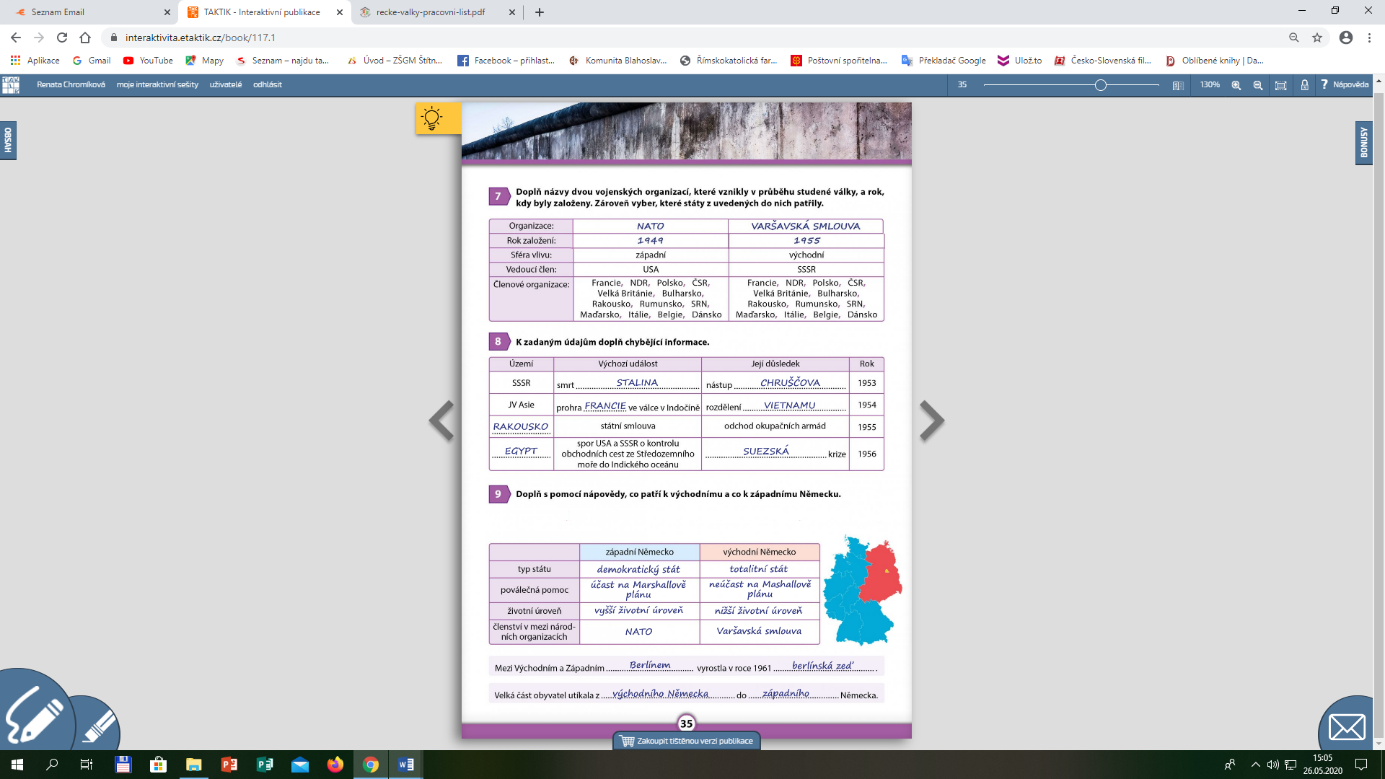 Seznam Email
TAKTIK - Interaktivní publikace
recke-valky-pracovni-list.pdf
interaktivita.etaktik.cz/book/117.1
Aplikace Gmail YouTube Mapy Seznam – najdu ta... Úvod – ZŠGM Štítn... Facebook – přihlast... Komunita Blahoslav... Římskokatolická far... Poštovní spořitelna... Překladač Google Ulož.to Česko-Slovenská fil... Oblíbené knihy | Da...
Renata Chromíková moje interaktivní sešity uživatelé odhlásit 35 130% ? Nápověda
OBSAH
BONUSY
7 Doplň názvy dvou vojenských organizací, které vznikly v průběhu studené války, a rok,
kdy byly založeny. Zároveň vyber, které státy z uvedených do nich patřily.
Organizace: NATO VARŠAVSKÁ SMLOUVA
Rok založení: 1949 1955
Sféra vlivu: západní východní
Vedoucí člen: USA SSSR
Členové organizace: Francie, NDR, Polsko, ČSR, Francie, NDR, Polsko, ČSR,
Velká Británie, Bulharsko, Velká Británie, Bulharsko,
Rakousko, Rumunsko, SRN, Rakousko, Rumunsko, SRN,
Maďarsko, Itálie, Belgie, Dánsko Maďarsko, Itálie, Belgie, Dánsko
8 K zadaným údajům doplň chybějící informace.
Území Výchozí událost Její důsledek Rok
SSSR smrt STALINA nástup CHRUŠČOVA 1953
JV Asie prohra FRANCIE ve válce v Indočíně rozdělení VIETNAMU 1954
RAKOUSKO státní smlouva odchod okupačních armád 1955
EGYPT spor USA a SSSR o kontrolu
obchodních cest ze Středozemního
moře do Indického oceánu SUEZSKÁ krize 1956
9 Doplň s pomocí nápovědy, co patří k východnímu a co k západnímu Německu.
západní Německo východní Německo
typ státu demokratický stát totalitní stát
poválečná pomoc účast na Marshallově plánu neúčast na Mashallově plánu
životní úroveň vyšší životní úroveň nižší životní úroveň
členství v mezi národ-
ních organizacích NATO Varšavská smlouva
Mezi Východním a Západním Berlínem vyrostla v roce 1961 berlínská zeď.
Velká část obyvatel utíkala z východního Německa do západního Německa.
35
Zakoupit tištěnou verzi publikace
15:05
26.05.2020